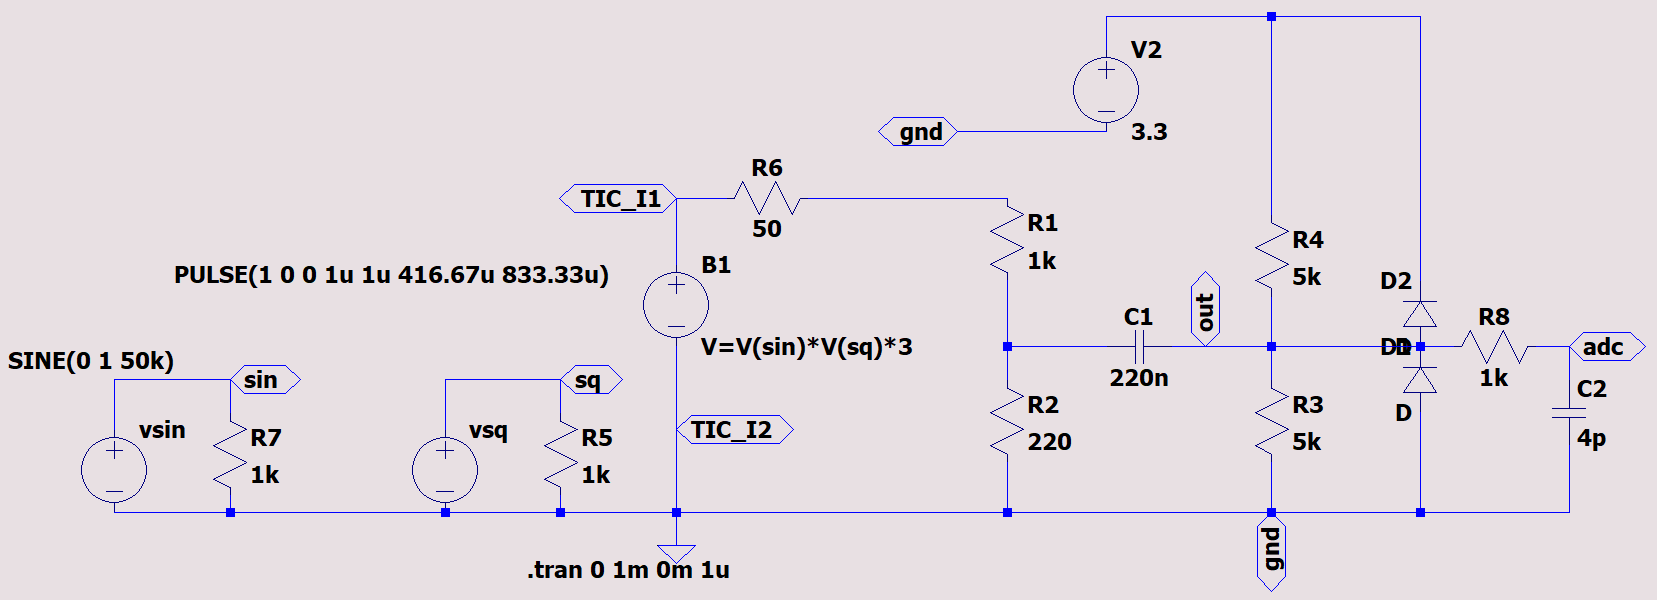 V2
gnd
3.3
R6
TIC_I1
50
R1
1k
R4
5k
B1
PULSE(1 0 0 1u 1u 416.67u 833.33u)
out
D2
C1
R8
V=V(sin)*V(sq)*3
adc
SINE(0 1 50k)
220n
1k
sin
sq
C2
R2
220
R3
5k
D
4p
vsin
R7
1k
vsq
R5
1k
TIC_I2
gnd
.tran 0 1m 0m 1u